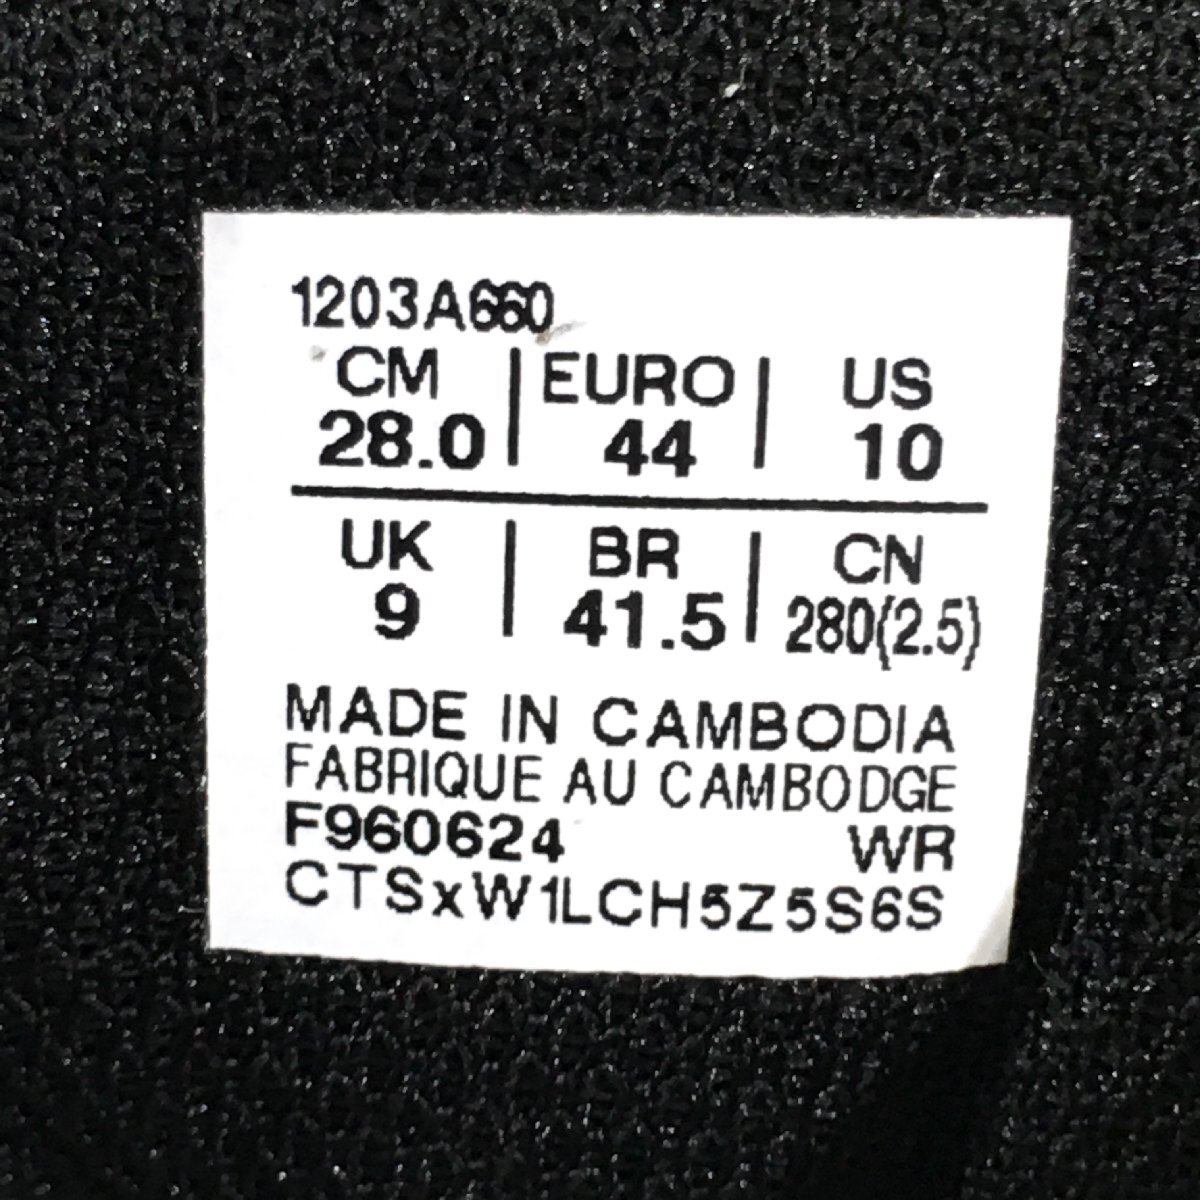 1203A660
CM | EURO | US
28.0 | 44 | 10
UK | BR | CN
9 | 41.5 | 280(2.5)
MADE IN CAMBODIA
FABRIQUE AU CAMBODGE
F960624 WR
CTSxW1LCH5Z5S6S